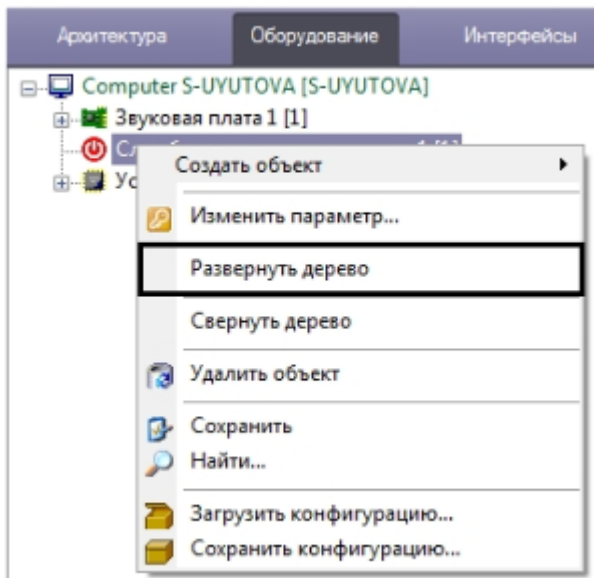 Архитектура Оборудование Интерфейсы
Computer S-UYUTOVA [S-UYUTOVA]
Звуковая плата 1 [1]
Создать объект
Изменить параметр...
Развернуть дерево
Свернуть дерево
Удалить объект
Сохранить
Найти...
Загрузить конфигурацию...
Сохранить конфигурацию...